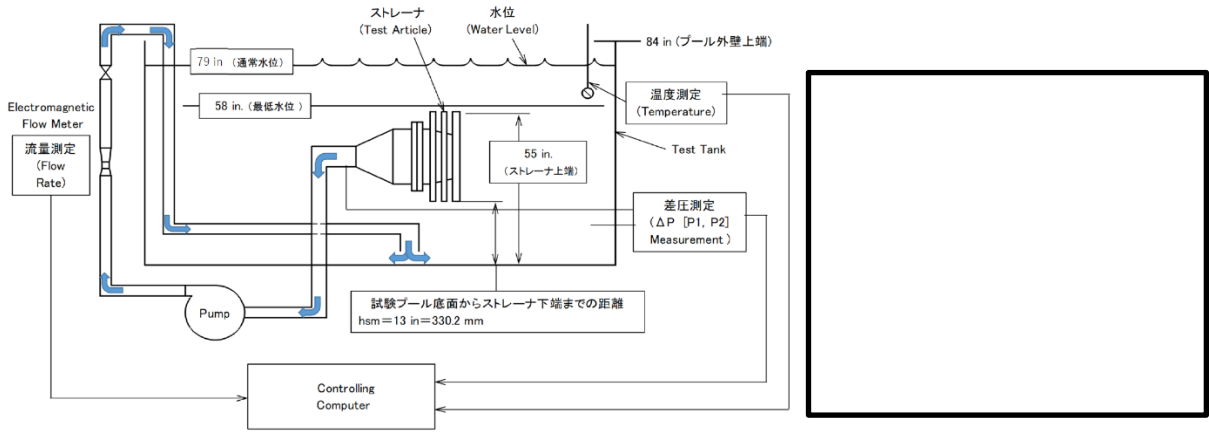 ストレーナ
(Test Article)
水位
(Water Level)
84 in (プール外壁上端)
79 in (通常水位)
58 in. (最低水位)
温度測定
(Temperature)
Electromagnetic
Flow Meter
流量測定
(Flow
Rate)
55 in.
(ストレーナ上端)
Test Tank
差圧測定
(ΔP [P1, P2]
Measurement)
試験プール底面からストレーナ下端までの距離
hsm=13 in=330.2 mm
Pump
Controlling
Computer